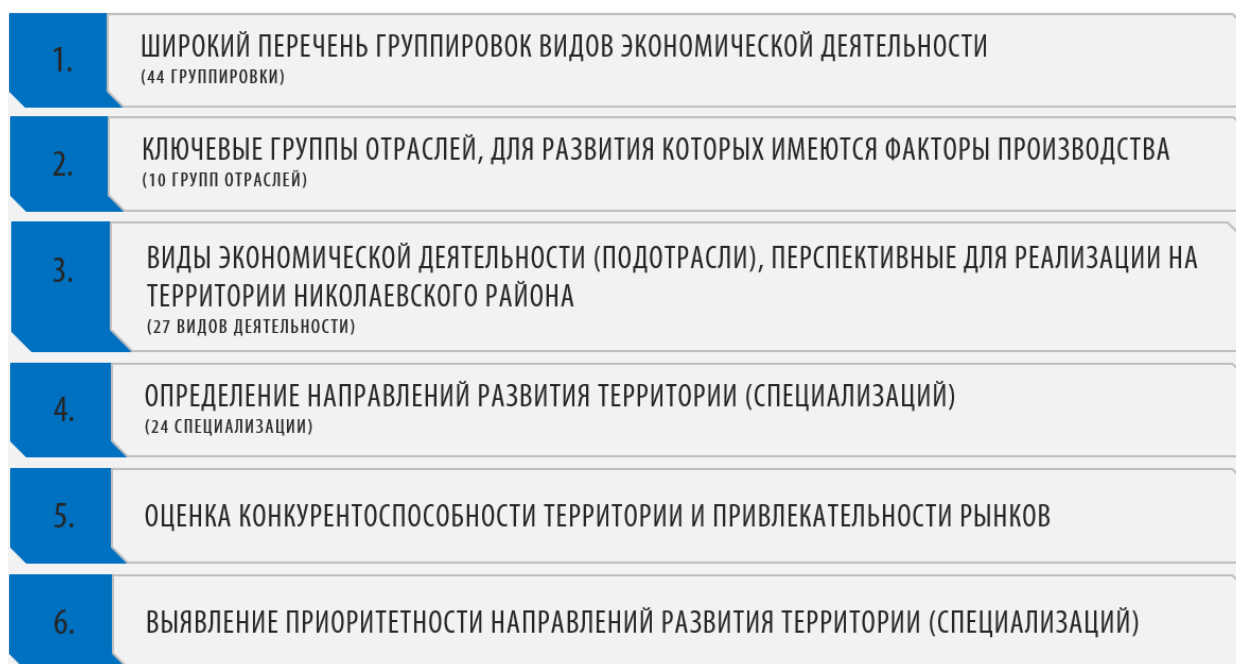 1.
ШИРОКИЙ ПЕРЕЧЕНЬ ГРУППИРОВОК ВИДОВ ЭКОНОМИЧЕСКОЙ ДЕЯТЕЛЬНОСТИ
(44 ГРУППИРОВКИ)
2.
КЛЮЧЕВЫЕ ГРУППЫ ОТРАСЛЕЙ, ДЛЯ РАЗВИТИЯ КОТОРЫХ ИМЕЮТСЯ ФАКТОРЫ ПРОИЗВОДСТВА
(10 ГРУПП ОТРАСЛЕЙ)
3.
ВИДЫ ЭКОНОМИЧЕСКОЙ ДЕЯТЕЛЬНОСТИ (ПОДОТРАСЛИ), ПЕРСПЕКТИВНЫЕ ДЛЯ РЕАЛИЗАЦИИ НА
ТЕРРИТОРИИ НИКОЛАЕВСКОГО РАЙОНА
(27 ВИДОВ ДЕЯТЕЛЬНОСТИ)
4.
ОПРЕДЕЛЕНИЕ НАПРАВЛЕНИЙ РАЗВИТИЯ ТЕРРИТОРИИ (СПЕЦИАЛИЗАЦИЙ)
(24 СПЕЦИАЛИЗАЦИИ)
5.
ОЦЕНКА КОНКУРЕНТОСПОСОБНОСТИ ТЕРРИТОРИИ И ПРИВЛЕКАТЕЛЬНОСТИ РЫНКОВ
6.
ВЫЯВЛЕНИЕ ПРИОРИТЕТНОСТИ НАПРАВЛЕНИЙ РАЗВИТИЯ ТЕРРИТОРИИ (СПЕЦИАЛИЗАЦИЙ)